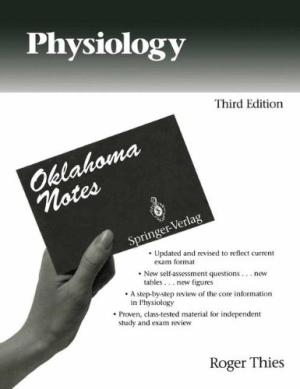 Physiology
Third Edition
Oklahoma
Notes
Springer-Verlag
• Updated and revised to reflect current
exam format
• New self-assessment questions . . . new
tables . . . new figures
• A step-by-step review of the core information
in Physiology
• Proven, class-tested material for independent
study and exam review
Roger Thies